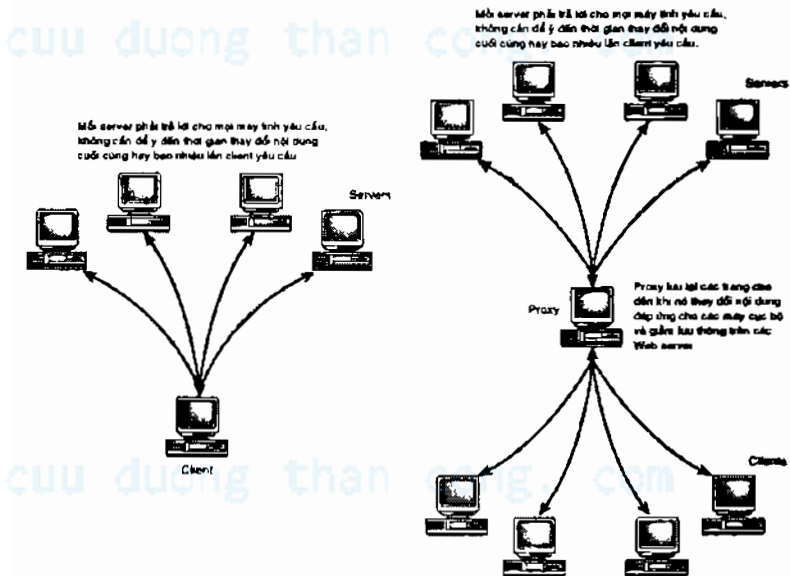 cuu duong than cong. com
Mỗi server phải trả lời cho mọi máy tính yêu cầu,
không cần để ý đến thời gian thay đổi nội dung
cuối cùng hay bao nhiêu lần client yêu cầu
Servers
Client
Mỗi server phải trả lời cho mọi máy tính yêu cầu,
không cần để ý đến thời gian thay đổi nội dung
cuối cùng hay bao nhiêu lần client yêu cầu.
Servers
Proxy
Proxy lưu lại các trang cho
đến khi nó thay đổi nội dung
đáp ứng cho các máy cục bộ
và giảm lưu thông trên các
Web server
Clients
cuu duong than cong. com